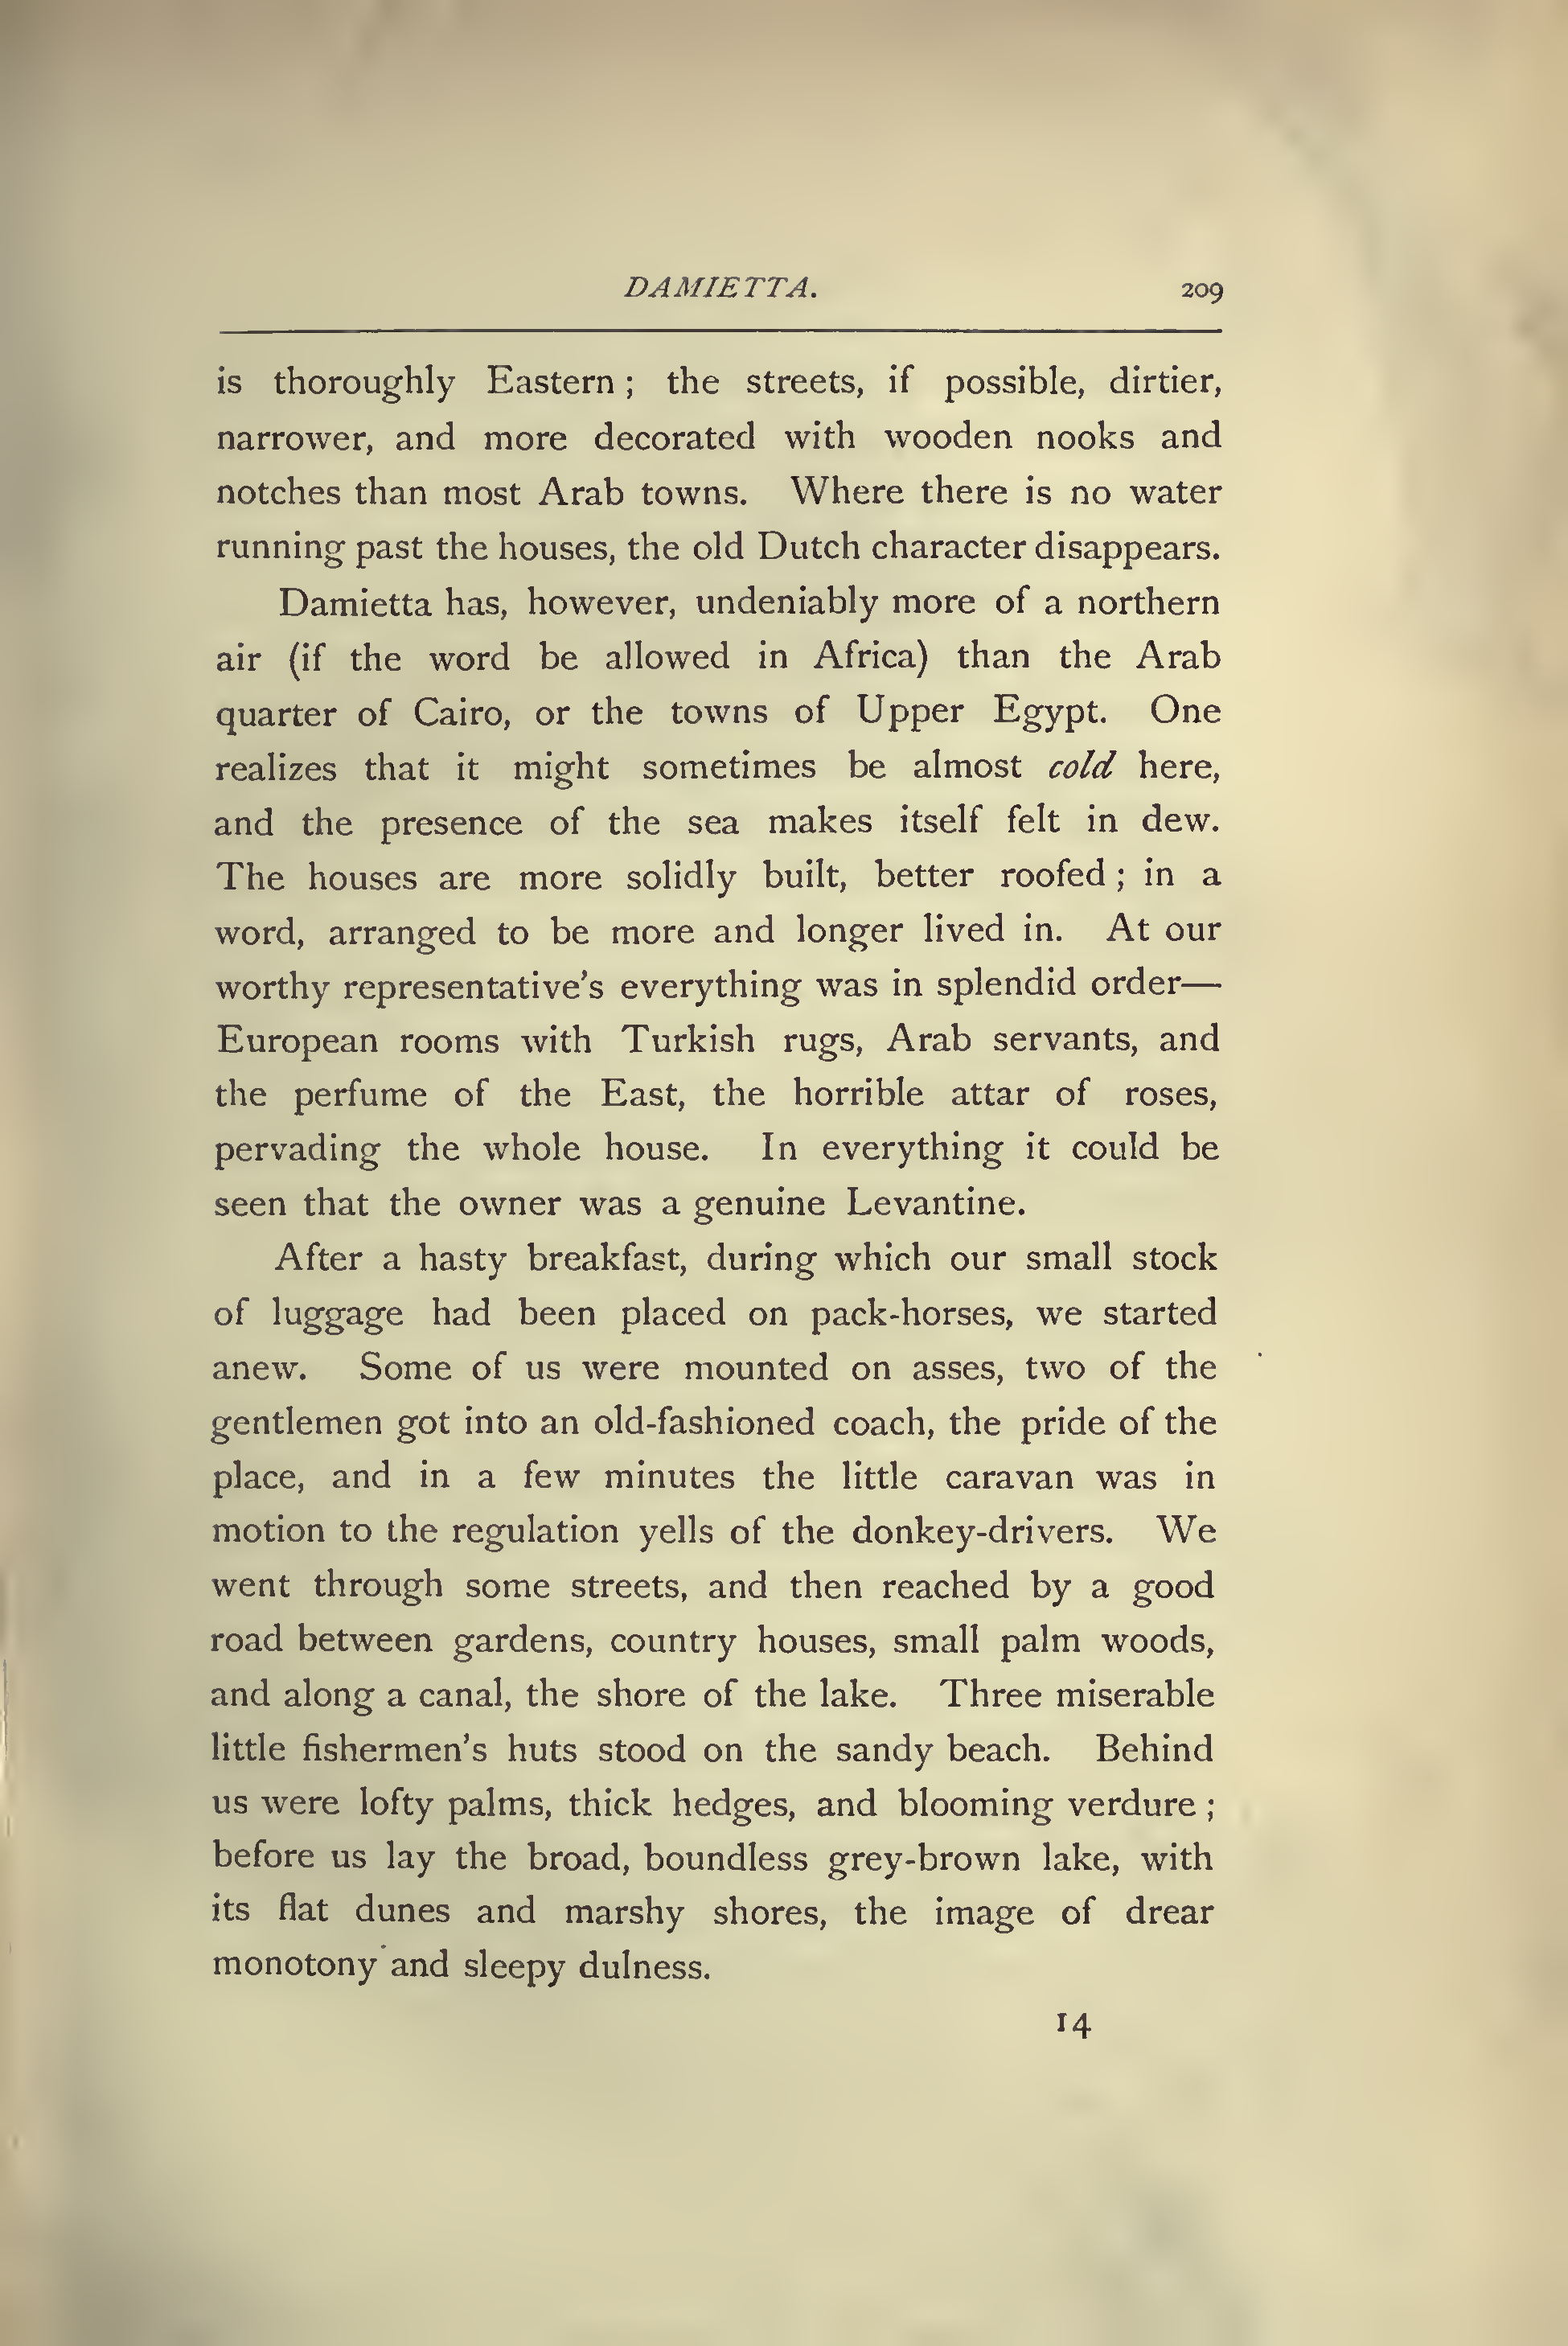 DAMIETTA. 209
is thoroughly Eastern ; the streets, if possible, dirtier,
narrower, and more decorated with wooden nooks and
notches than most Arab towns. Where there is no water
running past the houses, the old Dutch character disappears.
Damietta has, however, undeniably more of a northern
air (if the word be allowed in Africa) than the Arab
quarter of Cairo, or the towns of Upper Egypt. One
realizes that it might sometimes be almost cold here,
and the presence of the sea makes itself felt in dew.
The houses are more solidly built, better roofed ; in a
word, arranged to be more and longer lived in. At our
worthy representative's everything was in splendid order—
European rooms with Turkish rugs, Arab servants, and
the perfume of the East, the horrible attar of roses,
pervading the whole house. In everything it could be
seen that the owner was a genuine Levantine.
After a hasty breakfast, during which our small stock
of luggage had been placed on pack-horses, we started
anew. Some of us were mounted on asses, two of the
gentlemen got into an old-fashioned coach, the pride of the
place, and in a few minutes the little caravan was in
motion to the regulation yells of the donkey-drivers. We
went through some streets, and then reached by a good
road between gardens, country houses, small palm woods,
and along a canal, the shore of the lake. Three miserable
little fishermen's huts stood on the sandy beach. Behind
us were lofty palms, thick hedges, and blooming verdure ;
before us lay the broad, boundless grey-brown lake, with
its flat dunes and marshy shores, the image of drear
monotony and sleepy dulness.
14